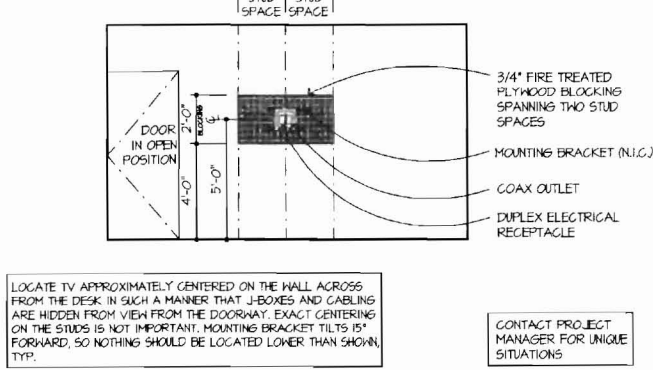 STUD STUD
SPACE SPACE
3/4" FIRE TREATED
PLYWOOD BLOCKING
SPANNING TWO STUD
SPACES
DOOR
IN OPEN
POSITION
2'-0"
BLOCKING
4'-0"
5'-0"
MOUNTING BRACKET (N.I.C.)
COAX OUTLET
DUPLEX ELECTRICAL
RECEPTACLE
LOCATE TV APPROXIMATELY CENTERED ON THE WALL ACROSS
FROM THE DESK IN SUCH A MANNER THAT J-BOXES AND CABLING
ARE HIDDEN FROM VIEW FROM THE DOORWAY. EXACT CENTERING
ON THE STUDS IS NOT IMPORTANT. MOUNTING BRACKET TILTS 15°
FORWARD, SO NOTHING SHOULD BE LOCATED LOWER THAN SHOWN,
TYP.
CONTACT PROJECT
MANAGER FOR UNIQUE
SITUATIONS